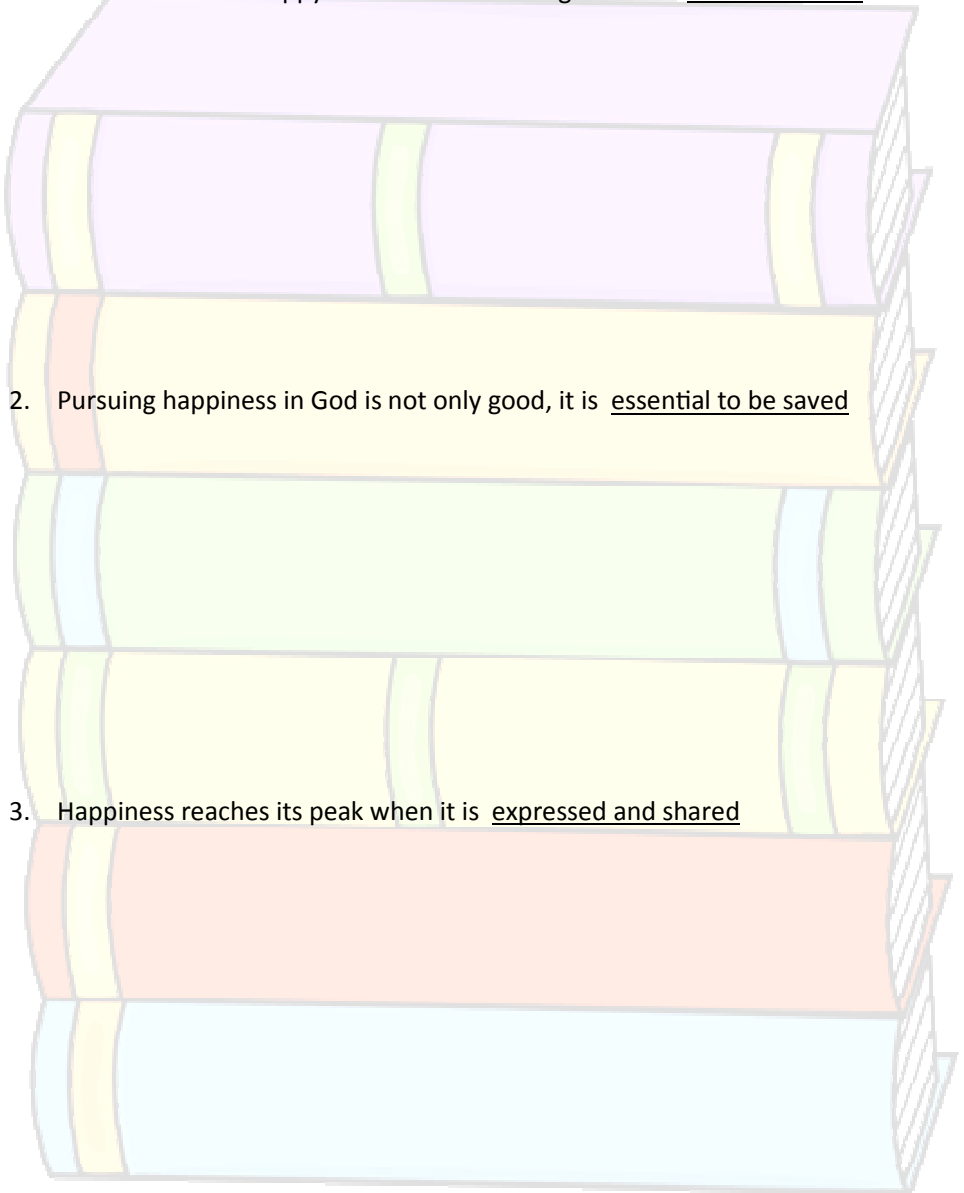 2. Pursuing happiness in God is not only good, it is essential to be saved
3. Happiness reaches its peak when it is expressed and shared